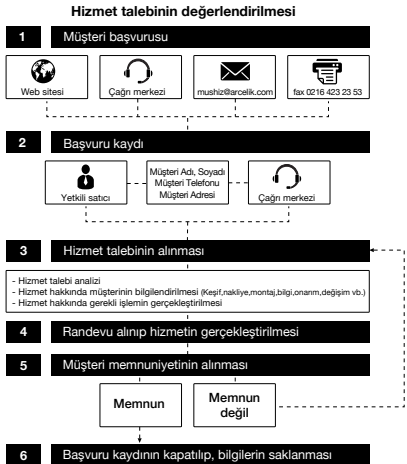 Hizmet talebinin değerlendirilmesi
1 Müşteri başvurusu
Web sitesi
Çağrı merkezi
mushiz@arcelik.com
fax 0216 423 23 53
2 Başvuru kaydı
Yetkili satıcı
Müşteri Adı, Soyadı
Müşteri Telefonu
Müşteri Adresi
Çağrı merkezi
3 Hizmet talebinin alınması
- Hizmet talebi analizi
- Hizmet hakkında müşterinin bilgilendirilmesi (Keşif,nakliye,montaj,bilgi,onarım,değişim vb.)
- Hizmet hakkında gerekli işlemin gerçekleştirilmesi
4 Randevu alınıp hizmetin gerçekleştirilmesi
5 Müşteri memnuniyetinin alınması
Memnun
Memnun
değil
6 Başvuru kaydının kapatılıp, bilgilerin saklanması